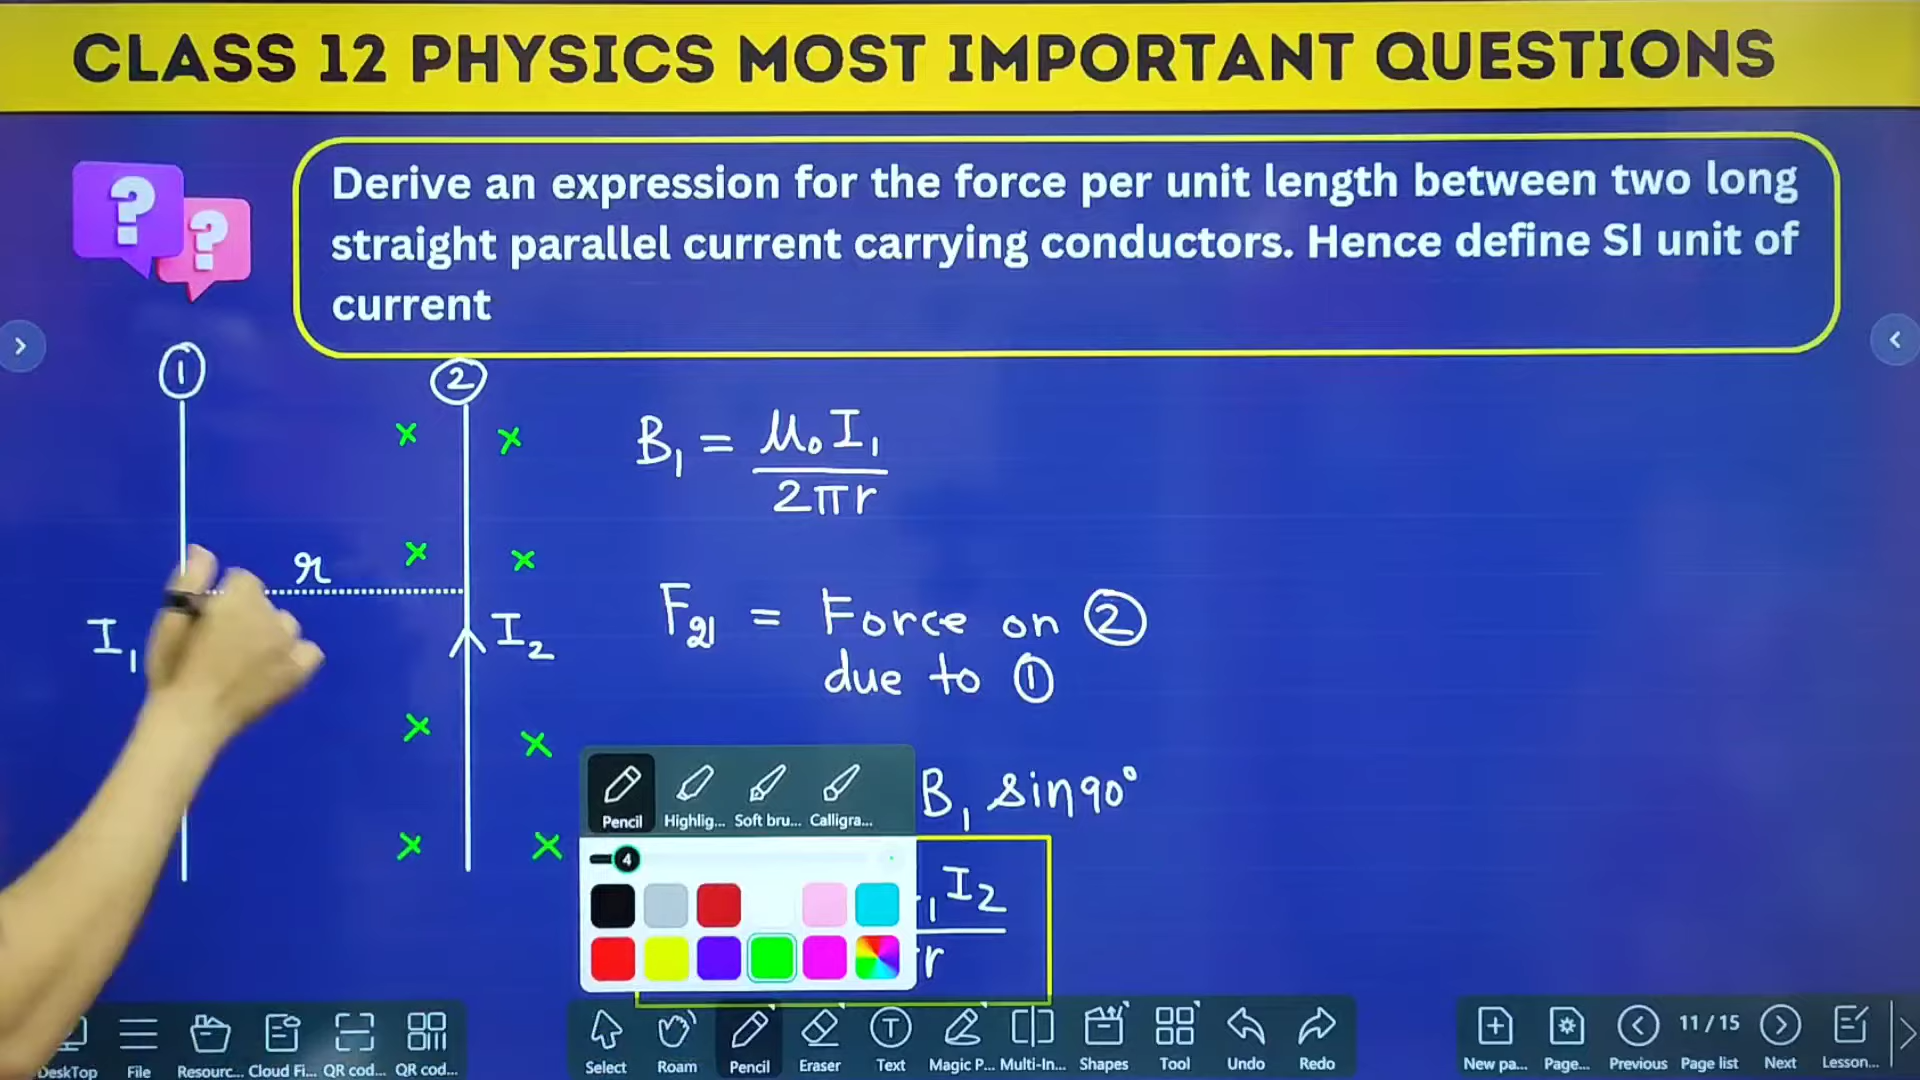 CLASS 12 PHYSICS MOST IMPORTANT QUESTIONS
? ?
Derive an expression for the force per unit length between two long
straight parallel current carrying conductors. Hence define SI unit of
current
① ②
r
I₁ I₂
B₁ = μ₀I₁
2πr
F₂₁ = Force on ②
due to ①
B₁ sin90°
I₂
r
Pencil Highlig... Soft bru... Calligra...
4
DeskTop File Resourc... Cloud Fi... QR cod... QR cod...
Select Roam Pencil Eraser Text Magic P... Multi-In... Shapes Tool Undo Redo
New pa... Page... Previous 11/15 Page list Next Lesson...